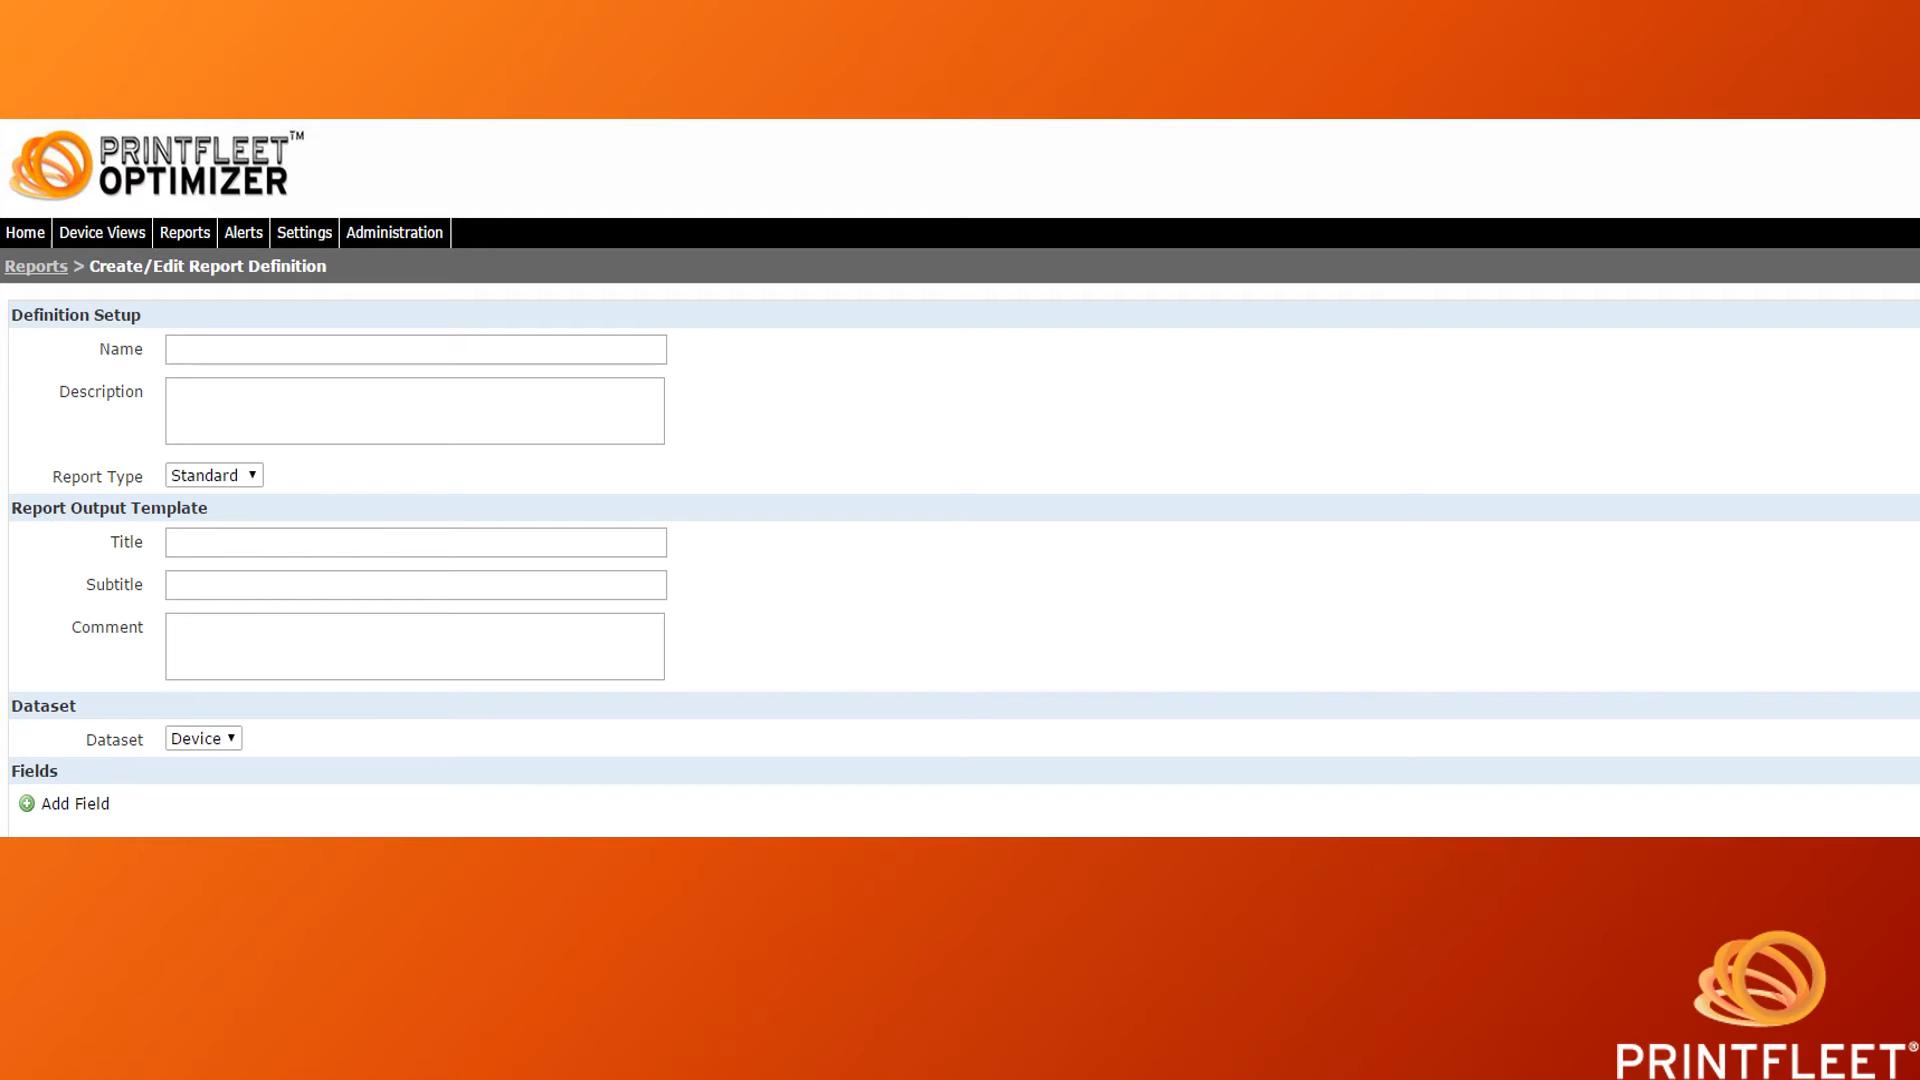 PRINTFLEET™
OPTIMIZER
Home Device Views Reports Alerts Settings Administration
Reports > Create/Edit Report Definition
Definition Setup
Name
Description
Report Type Standard
Report Output Template
Title
Subtitle
Comment
Dataset
Dataset Device
Fields
Add Field
PRINTFLEET®